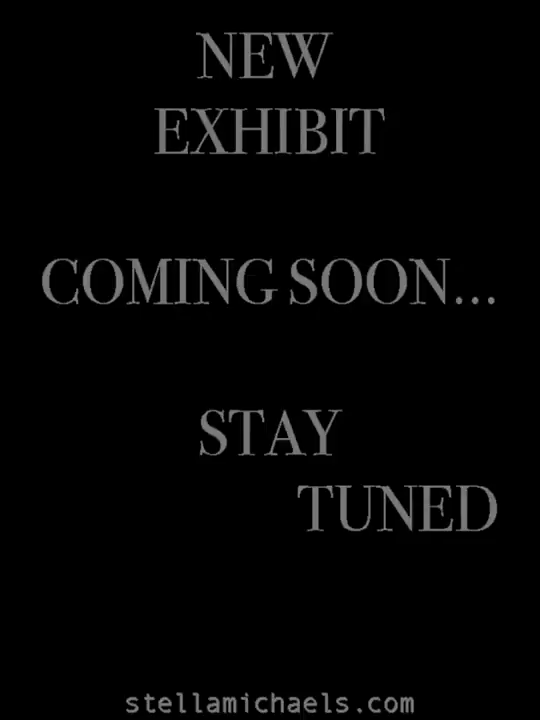 NEW
EXHIBIT
COMING SOON...
STAY
TUNED
stellamichaels.com